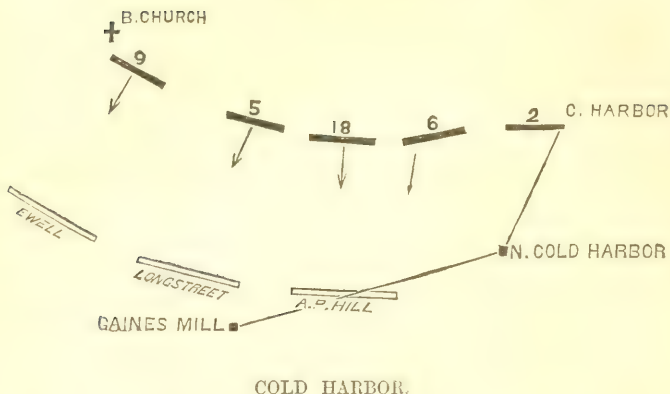 B. CHURCH
9
5
18
6
2
C. HARBOR
EWELL
LONGSTREET
A.P. HILL
N. COLD HARBOR
GAINES MILL
COLD HARBOR.